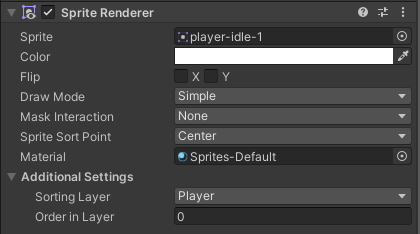 Sprite Renderer
Sprite player-idle-1
Color
Flip X Y
Draw Mode Simple
Mask Interaction None
Sprite Sort Point Center
Material Sprites-Default
Additional Settings
Sorting Layer Player
Order in Layer 0